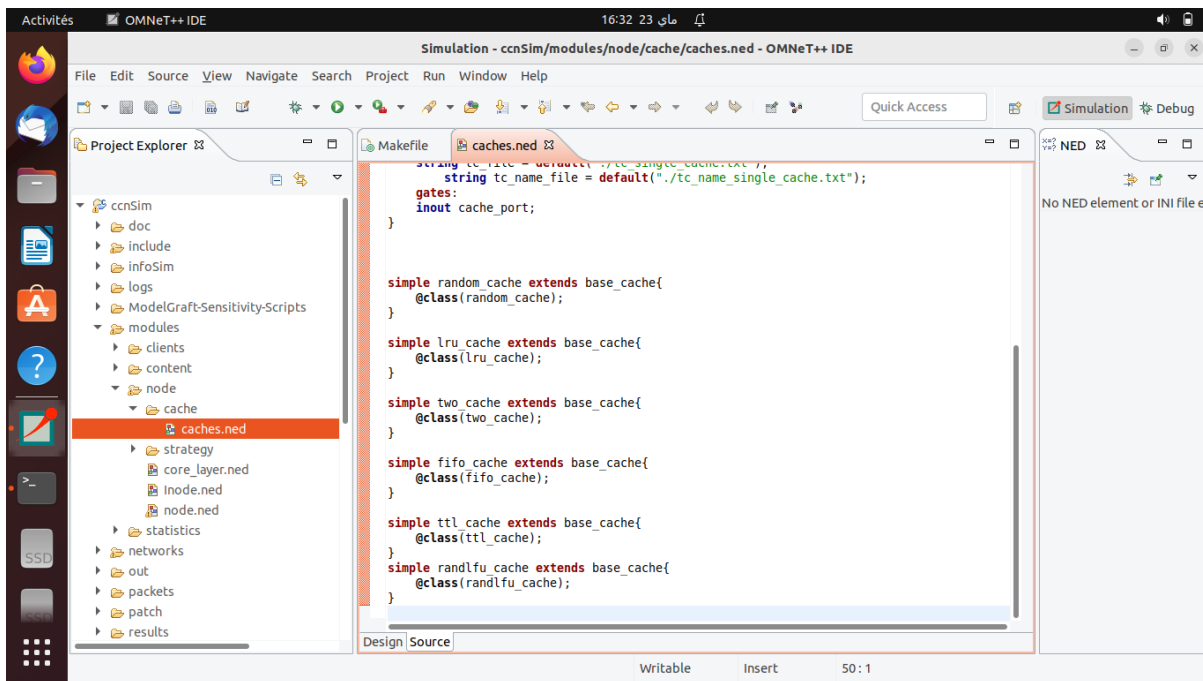 Activités OMNeT++ IDE 16:32 23 ماي
Simulation - ccnSim/modules/node/cache/caches.ned - OMNeT++ IDE
File Edit Source View Navigate Search Project Run Window Help
Quick Access Simulation Debug
Project Explorer Makefile caches.ned NED
ccnSim
doc
include
infoSim
logs
ModelGraft-Sensitivity-Scripts
modules
clients
content
node
cache
caches.ned
strategy
core_layer.ned
Inode.ned
node.ned
statistics
networks
out
packets
patch
results
string tc_file = default("./tc_single_cache.txt");
string tc_name_file = default("./tc_name_single_cache.txt");
gates:
inout cache_port;
}
simple random_cache extends base_cache{
@class(random_cache);
}
simple lru_cache extends base_cache{
@class(lru_cache);
}
simple two_cache extends base_cache{
@class(two_cache);
}
simple fifo_cache extends base_cache{
@class(fifo_cache);
}
simple ttl_cache extends base_cache{
@class(ttl_cache);
}
simple randlfu_cache extends base_cache{
@class(randlfu_cache);
}
Design Source
No NED element or INI file e
Writable Insert 50:1
SSD
SSD